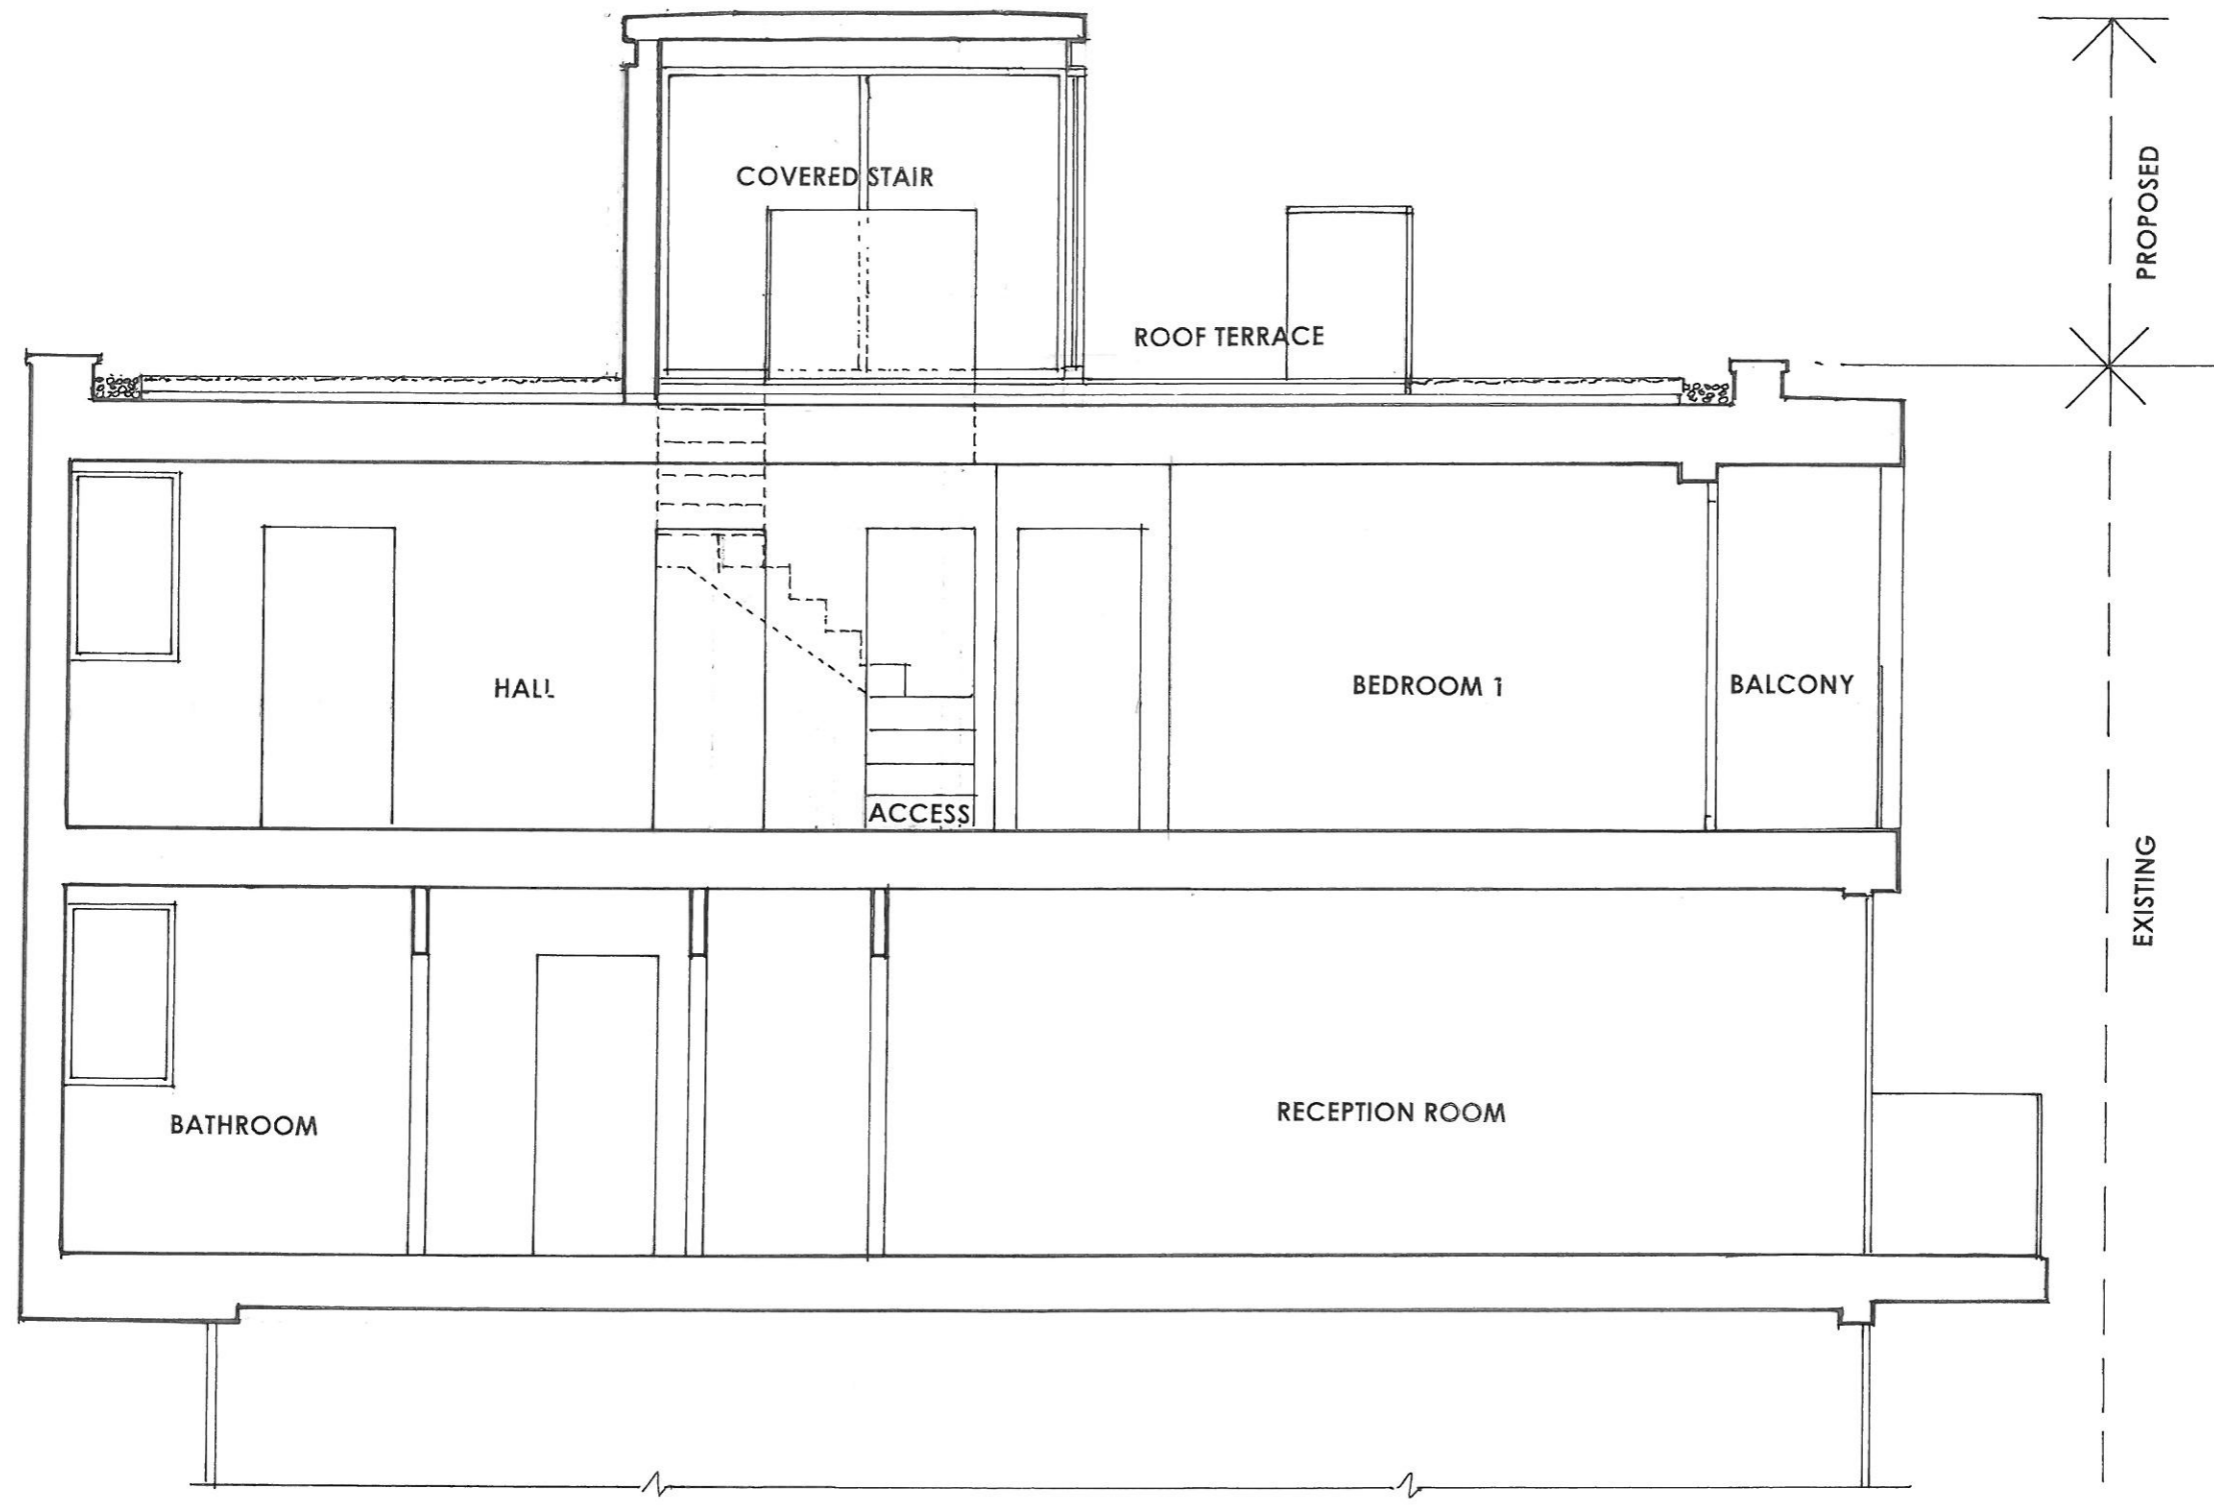 COVERED STAIR
PROPOSED
ROOF TERRACE
HALL
BEDROOM 1
BALCONY
ACCESS
EXISTING
BATHROOM
RECEPTION ROOM